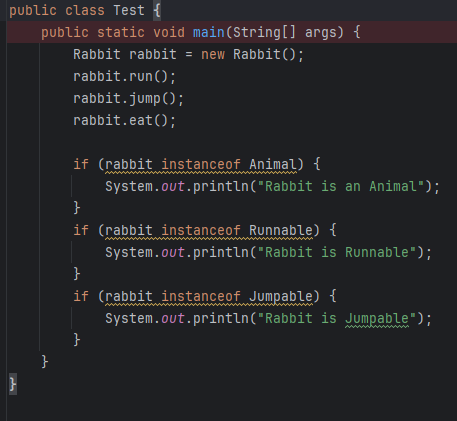 public class Test {
public static void main(String[] args) {
Rabbit rabbit = new Rabbit();
rabbit.run();
rabbit.jump();
rabbit.eat();
if (rabbit instanceof Animal) {
System.out.println("Rabbit is an Animal");
}
if (rabbit instanceof Runnable) {
System.out.println("Rabbit is Runnable");
}
if (rabbit instanceof Jumpable) {
System.out.println("Rabbit is Jumpable");
}
}
}